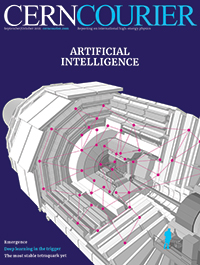 CERNCOURIER
September/October 2021 cerncourier.com Reporting on international high-energy physics
ARTIFICIAL
INTELLIGENCE
Emergence
Deep learning in the trigger
The most stable tetraquark yet